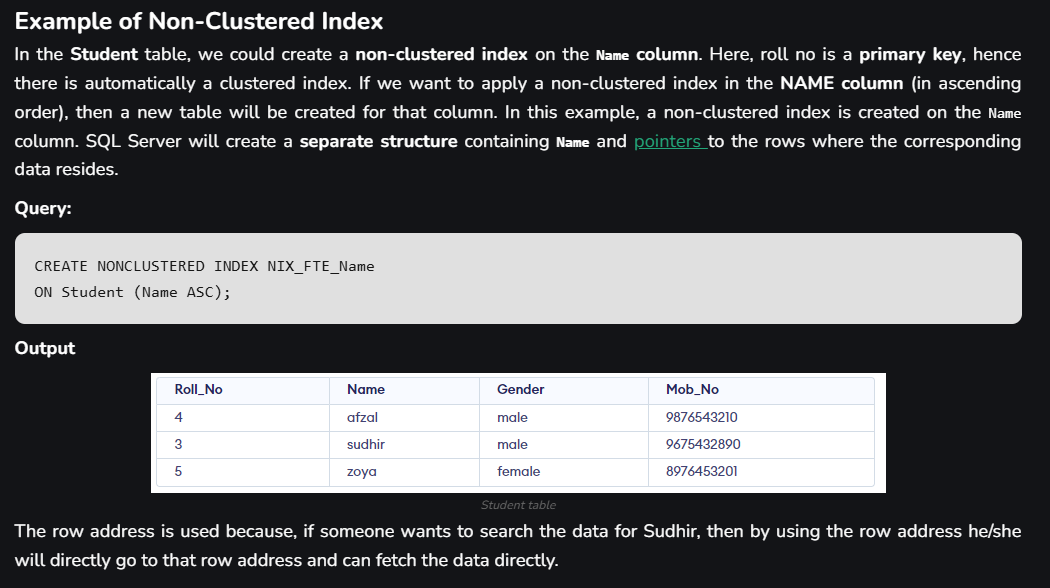 Example of Non-Clustered Index
In the Student table, we could create a non-clustered index on the Name column. Here, roll no is a primary key, hence
there is automatically a clustered index. If we want to apply a non-clustered index in the NAME column (in ascending
order), then a new table will be created for that column. In this example, a non-clustered index is created on the Name
column. SQL Server will create a separate structure containing Name and pointers to the rows where the corresponding
data resides.
Query:
CREATE NONCLUSTERED INDEX NIX_FTE_Name
ON Student (Name ASC);
Output
Roll_No Name Gender Mob_No
4 afzal male 9876543210
3 sudhir male 9675432890
5 zoya female 8976453201
Student table
The row address is used because, if someone wants to search the data for Sudhir, then by using the row address he/she
will directly go to that row address and can fetch the data directly.